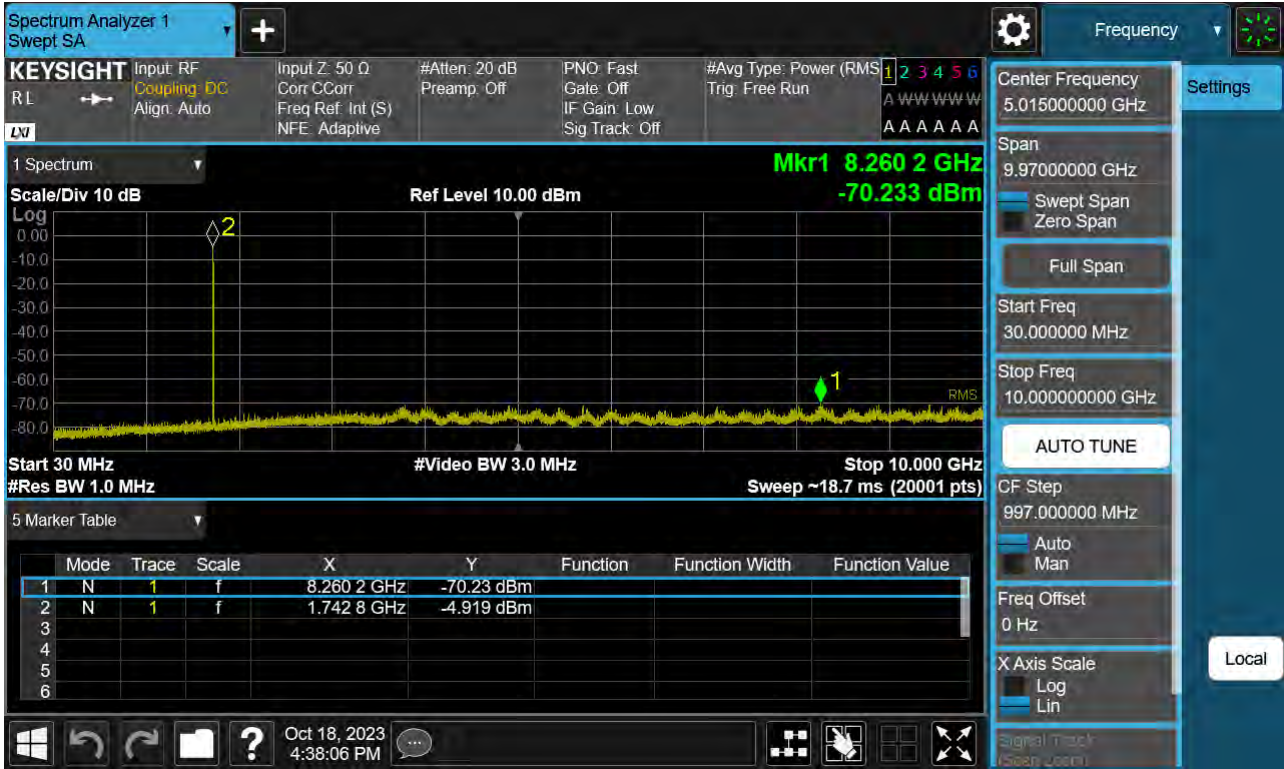 Spectrum Analyzer 1
Swept SA
+
Frequency
KEYSIGHT
RL
LXI
Input: RF
Coupling: DC
Align: Auto
Input Z: 50 Ω
Corr CCorr
Freq Ref: Int (S)
NFE: Adaptive
#Atten: 20 dB
Preamp: Off
PNO: Fast
Gate: Off
IF Gain: Low
Sig Track: Off
#Avg Type: Power (RMS
Trig: Free Run
1 2 3 4 5 6
A W W W W W
A A A A A A
1 Spectrum
Mkr1 8.260 2 GHz
-70.233 dBm
Scale/Div 10 dB
Ref Level 10.00 dBm
Log
0.00
-10.0
-20.0
-30.0
-40.0
-50.0
-60.0
-70.0
-80.0
2
1
RMS
Start 30 MHz
#Video BW 3.0 MHz
Stop 10.000 GHz
#Res BW 1.0 MHz
Sweep ~18.7 ms (20001 pts)
5 Marker Table
Mode Trace Scale X Y Function Function Width Function Value
1 N 1 f 8.260 2 GHz -70.23 dBm
2 N 1 f 1.742 8 GHz -4.919 dBm
3
4
5
6
?
Oct 18, 2023
4:38:06 PM
Center Frequency
5.015000000 GHz
Span
9.97000000 GHz
Swept Span
Zero Span
Full Span
Start Freq
30.000000 MHz
Stop Freq
10.000000000 GHz
AUTO TUNE
CF Step
997.000000 MHz
Auto
Man
Freq Offset
0 Hz
X Axis Scale
Log
Lin
Signal Track
(Span Zoom)
Settings
Local